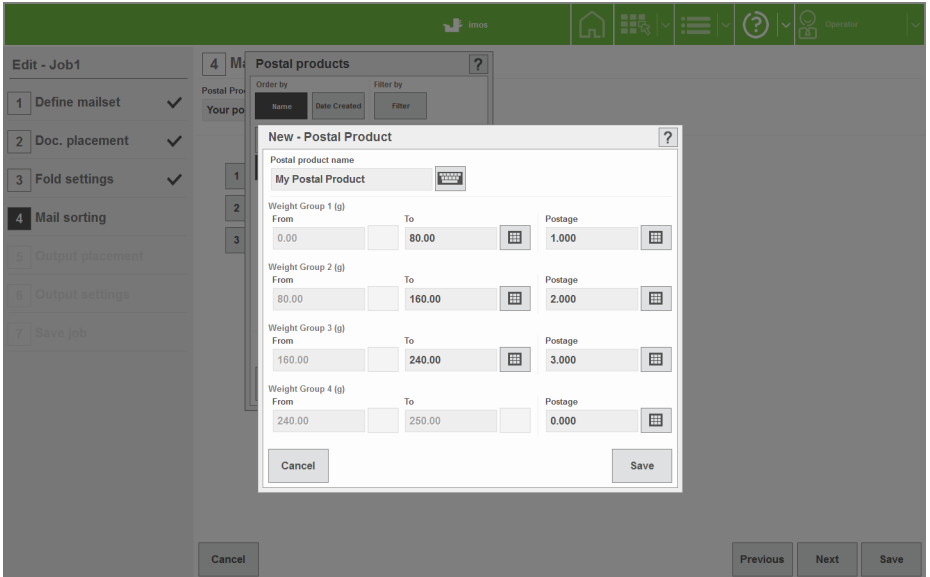 imos
Operator
Edit - Job1
1 Define mailset
2 Doc. placement
3 Fold settings
4 Mail sorting
5 Output placement
6 Output settings
7 Save job
4
Postal
Your po
1
2
3
Postal products ?
Order by Filter by
Name Date Created Filter
New - Postal Product ?
Postal product name
My Postal Product
Weight Group 1 (g)
From To Postage
0.00 80.00 1.000
Weight Group 2 (g)
From To Postage
80.00 160.00 2.000
Weight Group 3 (g)
From To Postage
160.00 240.00 3.000
Weight Group 4 (g)
From To Postage
240.00 250.00 0.000
Cancel Save
Cancel Previous Next Save